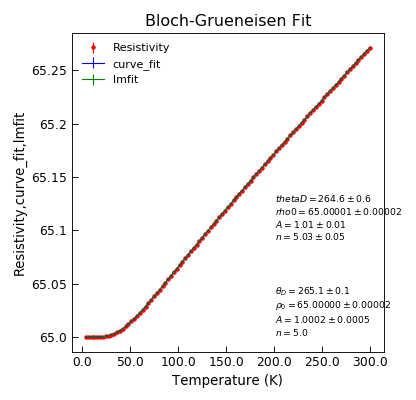 Bloch-Grueneisen Fit
Resistivity
curve_fit
lmfit
Resistivity,curve_fit,lmfit
65.25
65.2
65.15
65.1
65.05
65.0
thetaD = 264.6 ± 0.6
rho0 = 65.00001 ± 0.00002
A = 1.01 ± 0.01
n = 5.03 ± 0.05
θ_D = 265.1 ± 0.1
ρ₀ = 65.00000 ± 0.00002
A = 1.0002 ± 0.0005
n = 5.0
0.0 50.0 100.0 150.0 200.0 250.0 300.0
Temperature (K)